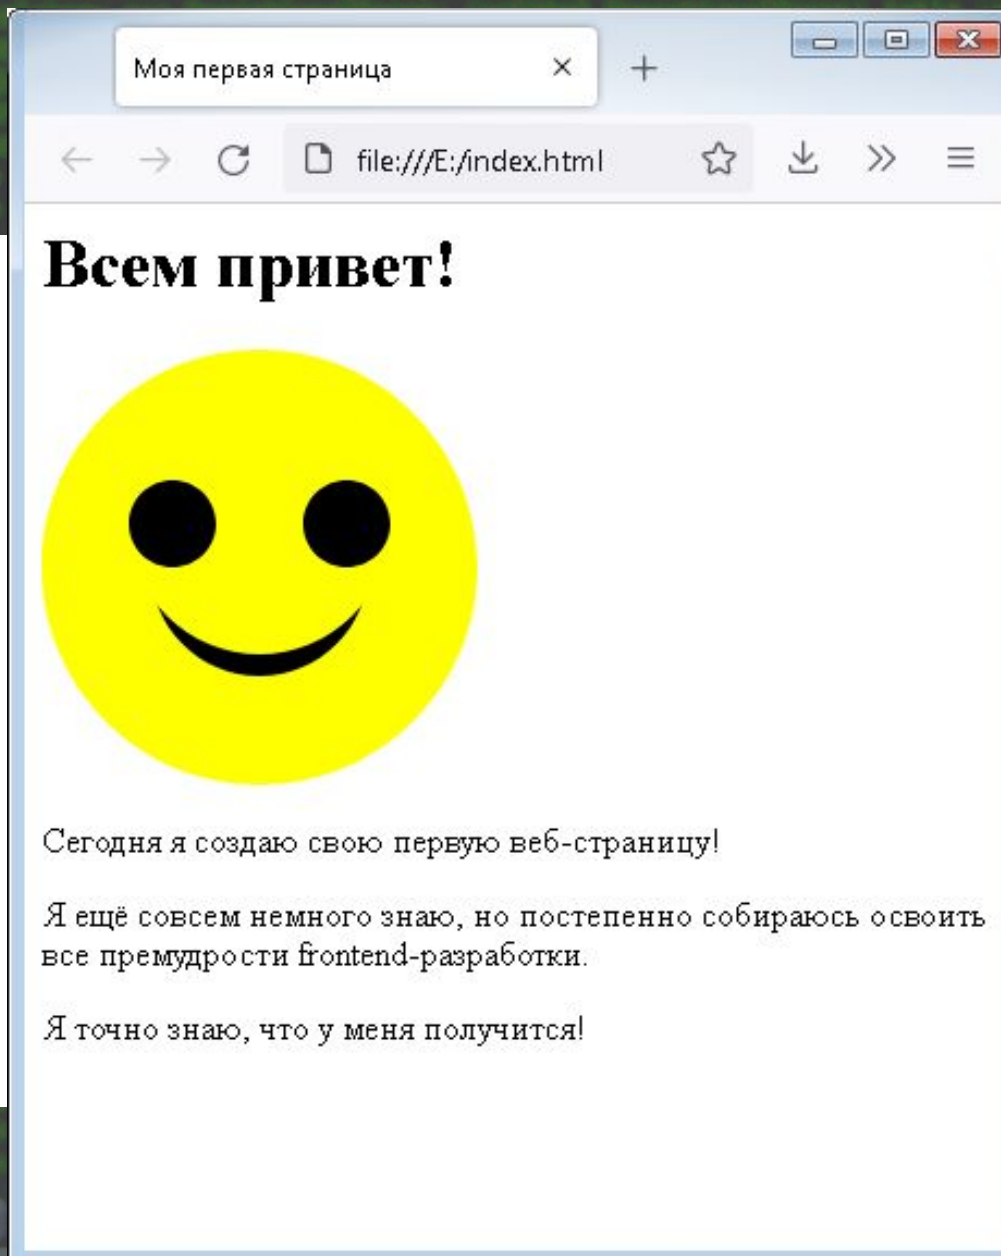 Моя первая страница
file:///E:/index.html
Всем привет!
Сегодня я создаю свою первую веб-страницу!
Я ещё совсем немного знаю, но постепенно собираюсь освоить
все премудрости frontend-разработки.
Я точно знаю, что у меня получится!